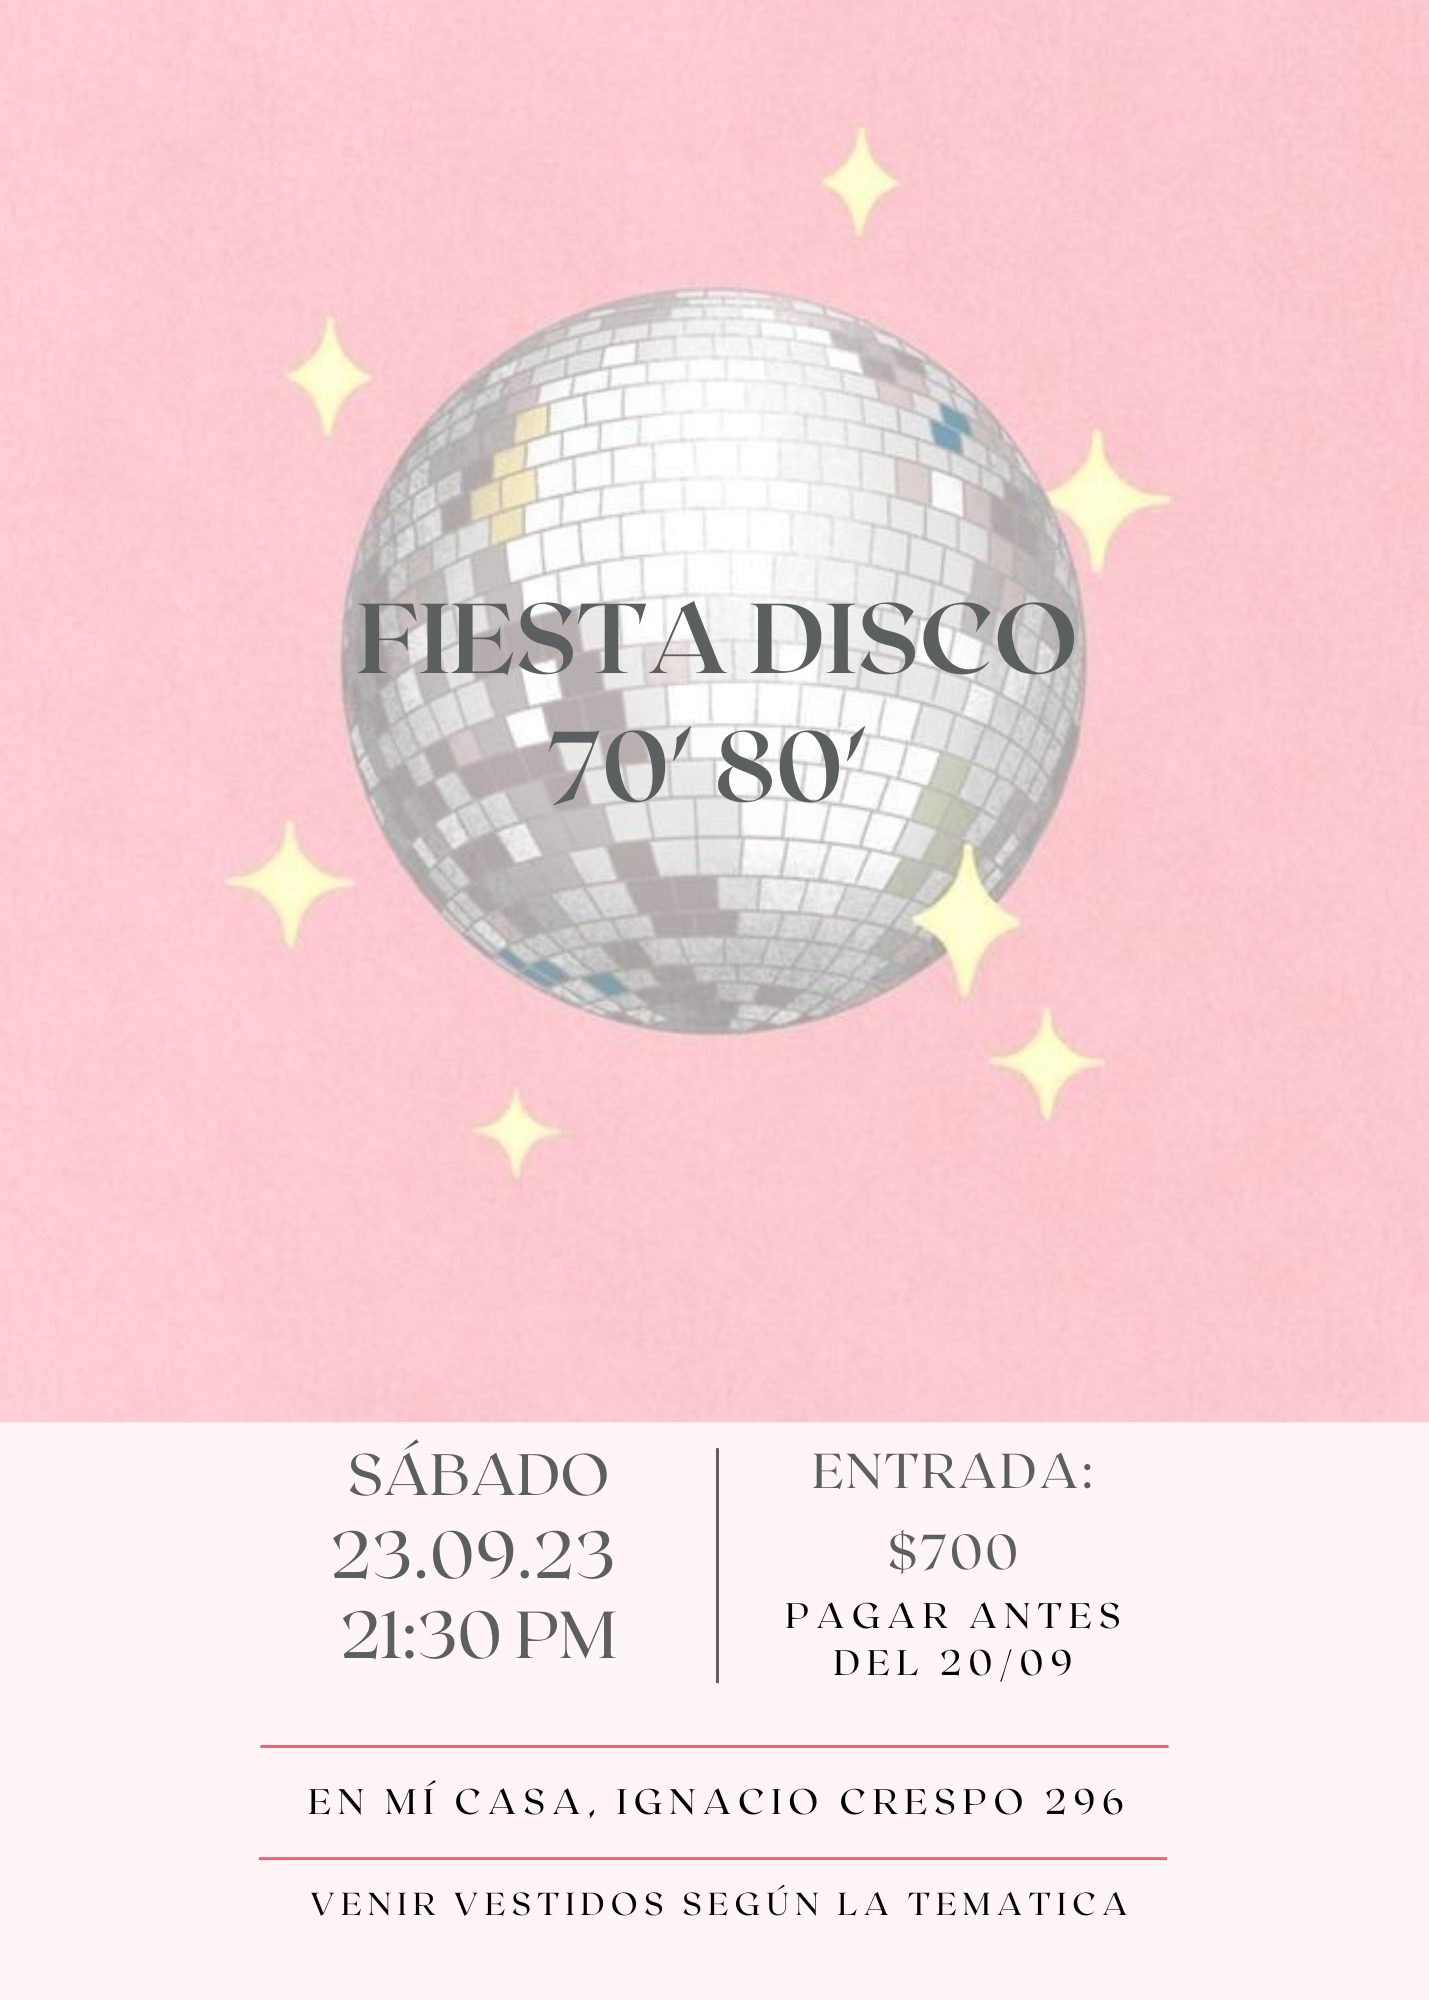 FIESTA DISCO
70' 80'
SÁBADO
23.09.23
21:30 PM
ENTRADA:
$700
PAGAR ANTES
DEL 20/09
EN MÍ CASA, IGNACIO CRESPO 296
VENIR VESTIDOS SEGÚN LA TEMATICA